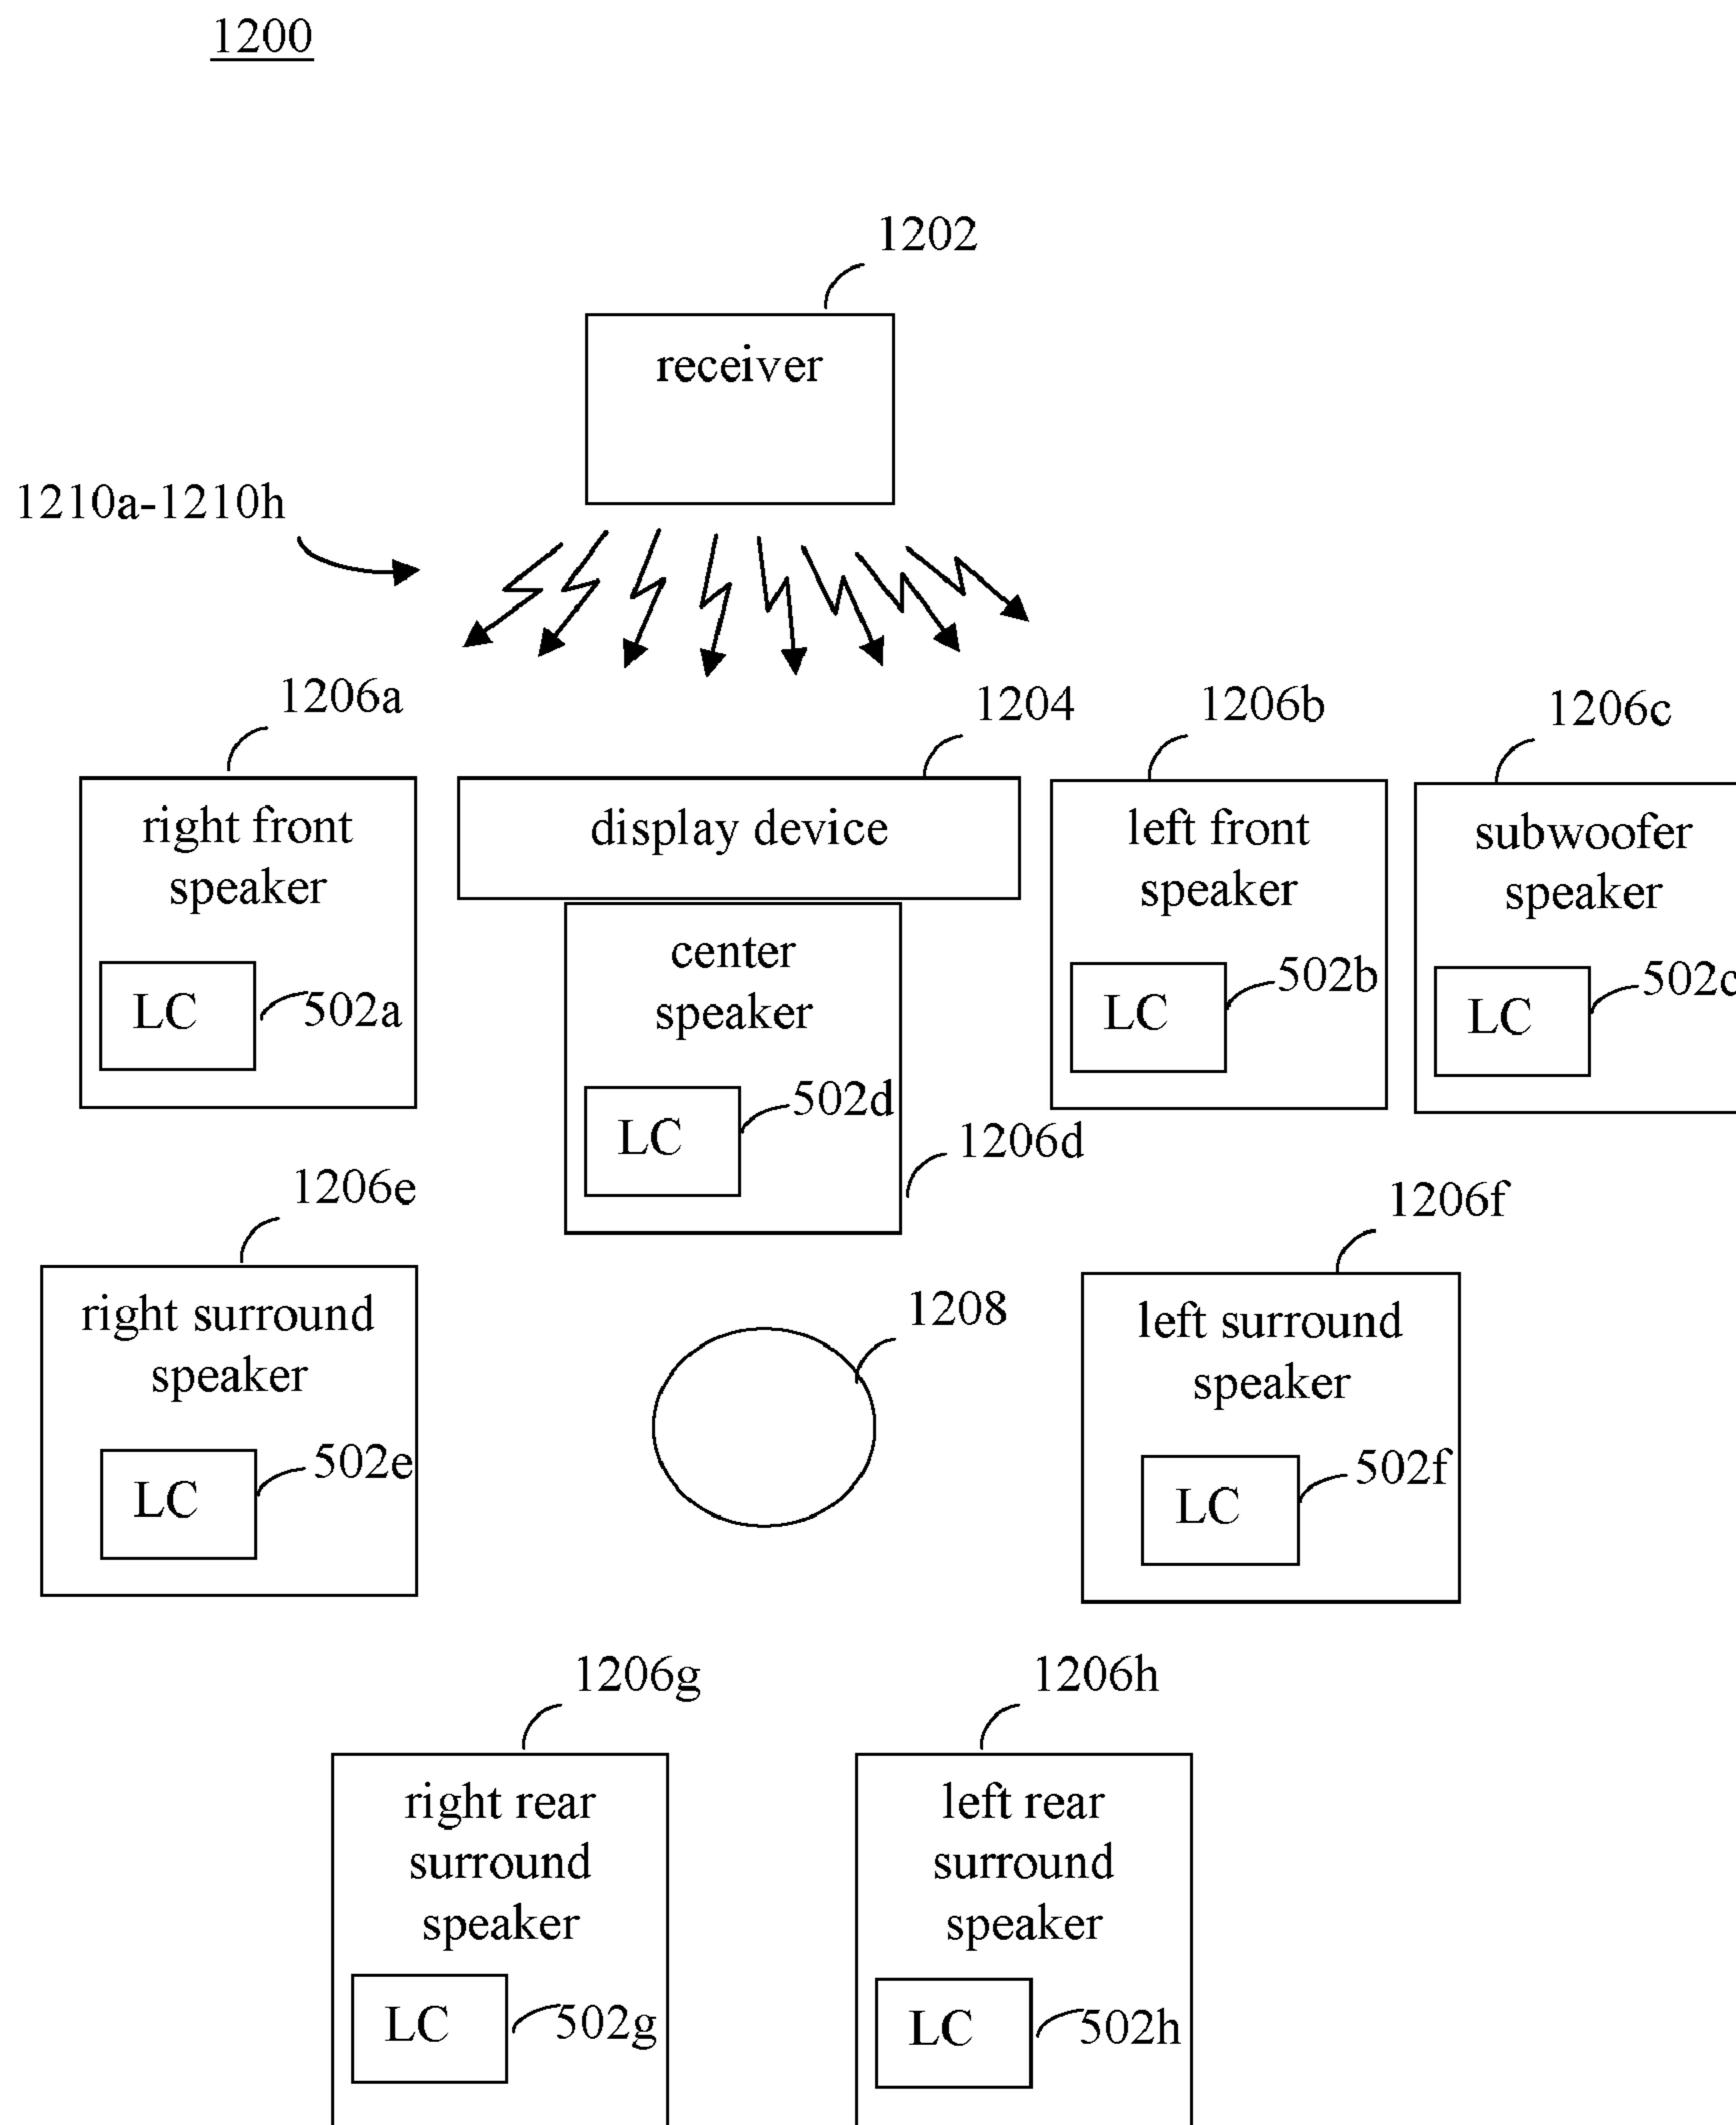 1200
1202
receiver
1210a-1210h
1206a
1204
1206b
1206c
right front
speaker
LC
502a
display device
left front
speaker
LC
502b
subwoofer
speaker
LC
502c
center
speaker
LC
502d
1206d
1206e
right surround
speaker
LC
502e
1208
1206f
left surround
speaker
LC
502f
1206g
right rear
surround
speaker
LC
502g
1206h
left rear
surround
speaker
LC
502h